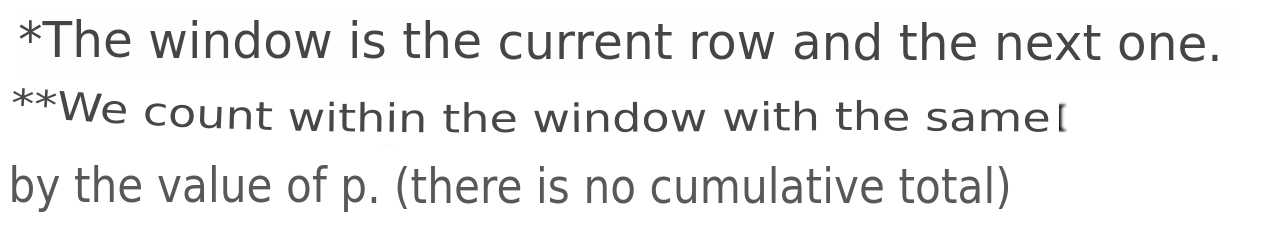 *The window is the current row and the next one.
**We count within the window with the same
by the value of p. (there is no cumulative total)